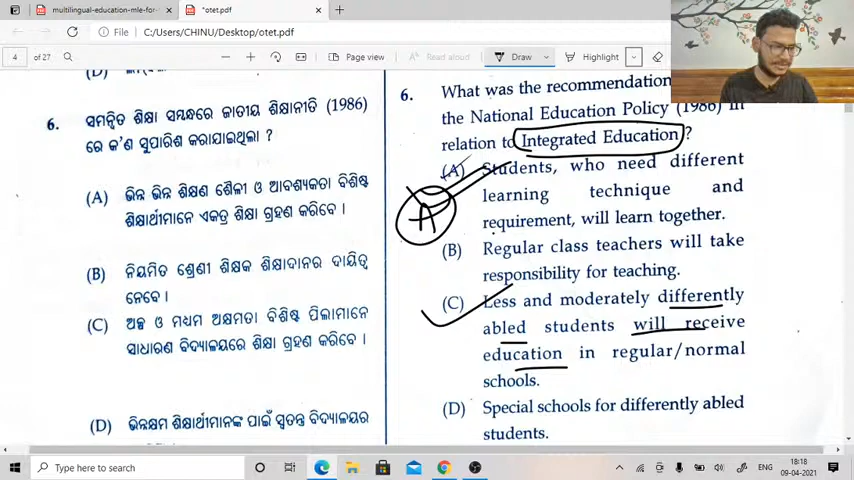 multilingual-education-mle-for-
*otet.pdf
File
C:/Users/CHINU/Desktop/otet.pdf
4
of 27
Page view
Read aloud
Draw
Highlight
(D)
6.
ସମନ୍ୱିତ ଶିକ୍ଷା ସମ୍ବନ୍ଧରେ ଜାତୀୟ ଶିକ୍ଷାନୀତି (1986)
ରେ କ'ଣ ସୁପାରିଶ କରାଯାଇଥିଲା ?
(A) ଭିନ୍ନ ଭିନ୍ନ ଶିକ୍ଷଣ ଶୈଳୀ ଓ ଆବଶ୍ୟକତା ବିଶିଷ୍ଟ
ଶିକ୍ଷାର୍ଥୀମାନେ ଏକତ୍ର ଶିକ୍ଷା ଗ୍ରହଣ କରିବେ ।
(B) ନିୟମିତ ଶ୍ରେଣୀ ଶିକ୍ଷକ ଶିକ୍ଷାଦାନର ଦାୟିତ୍ୱ
ନେବେ ।
(C) ଅଳ୍ପ ଓ ମଧ୍ୟମ ଅକ୍ଷମତା ବିଶିଷ୍ଟ ପିଲାମାନେ
ସାଧାରଣ ବିଦ୍ୟାଳୟରେ ଶିକ୍ଷା ଗ୍ରହଣ କରିବେ ।
(D) ଭିନ୍ନକ୍ଷମ ଶିକ୍ଷାର୍ଥୀମାନଙ୍କ ପାଇଁ ସ୍ୱତନ୍ତ୍ର ବିଦ୍ୟାଳୟର
6. What was the recommendation
the National Education Policy (1986) in
relation to Integrated Education ?
(A) Students, who need different
learning technique and
requirement, will learn together.
A
(B) Regular class teachers will take
responsibility for teaching.
(C) Less and moderately differently
abled students will receive
education in regular/normal
schools.
(D) Special schools for differently abled
students.
Type here to search
ENG
18:18
09-04-2021